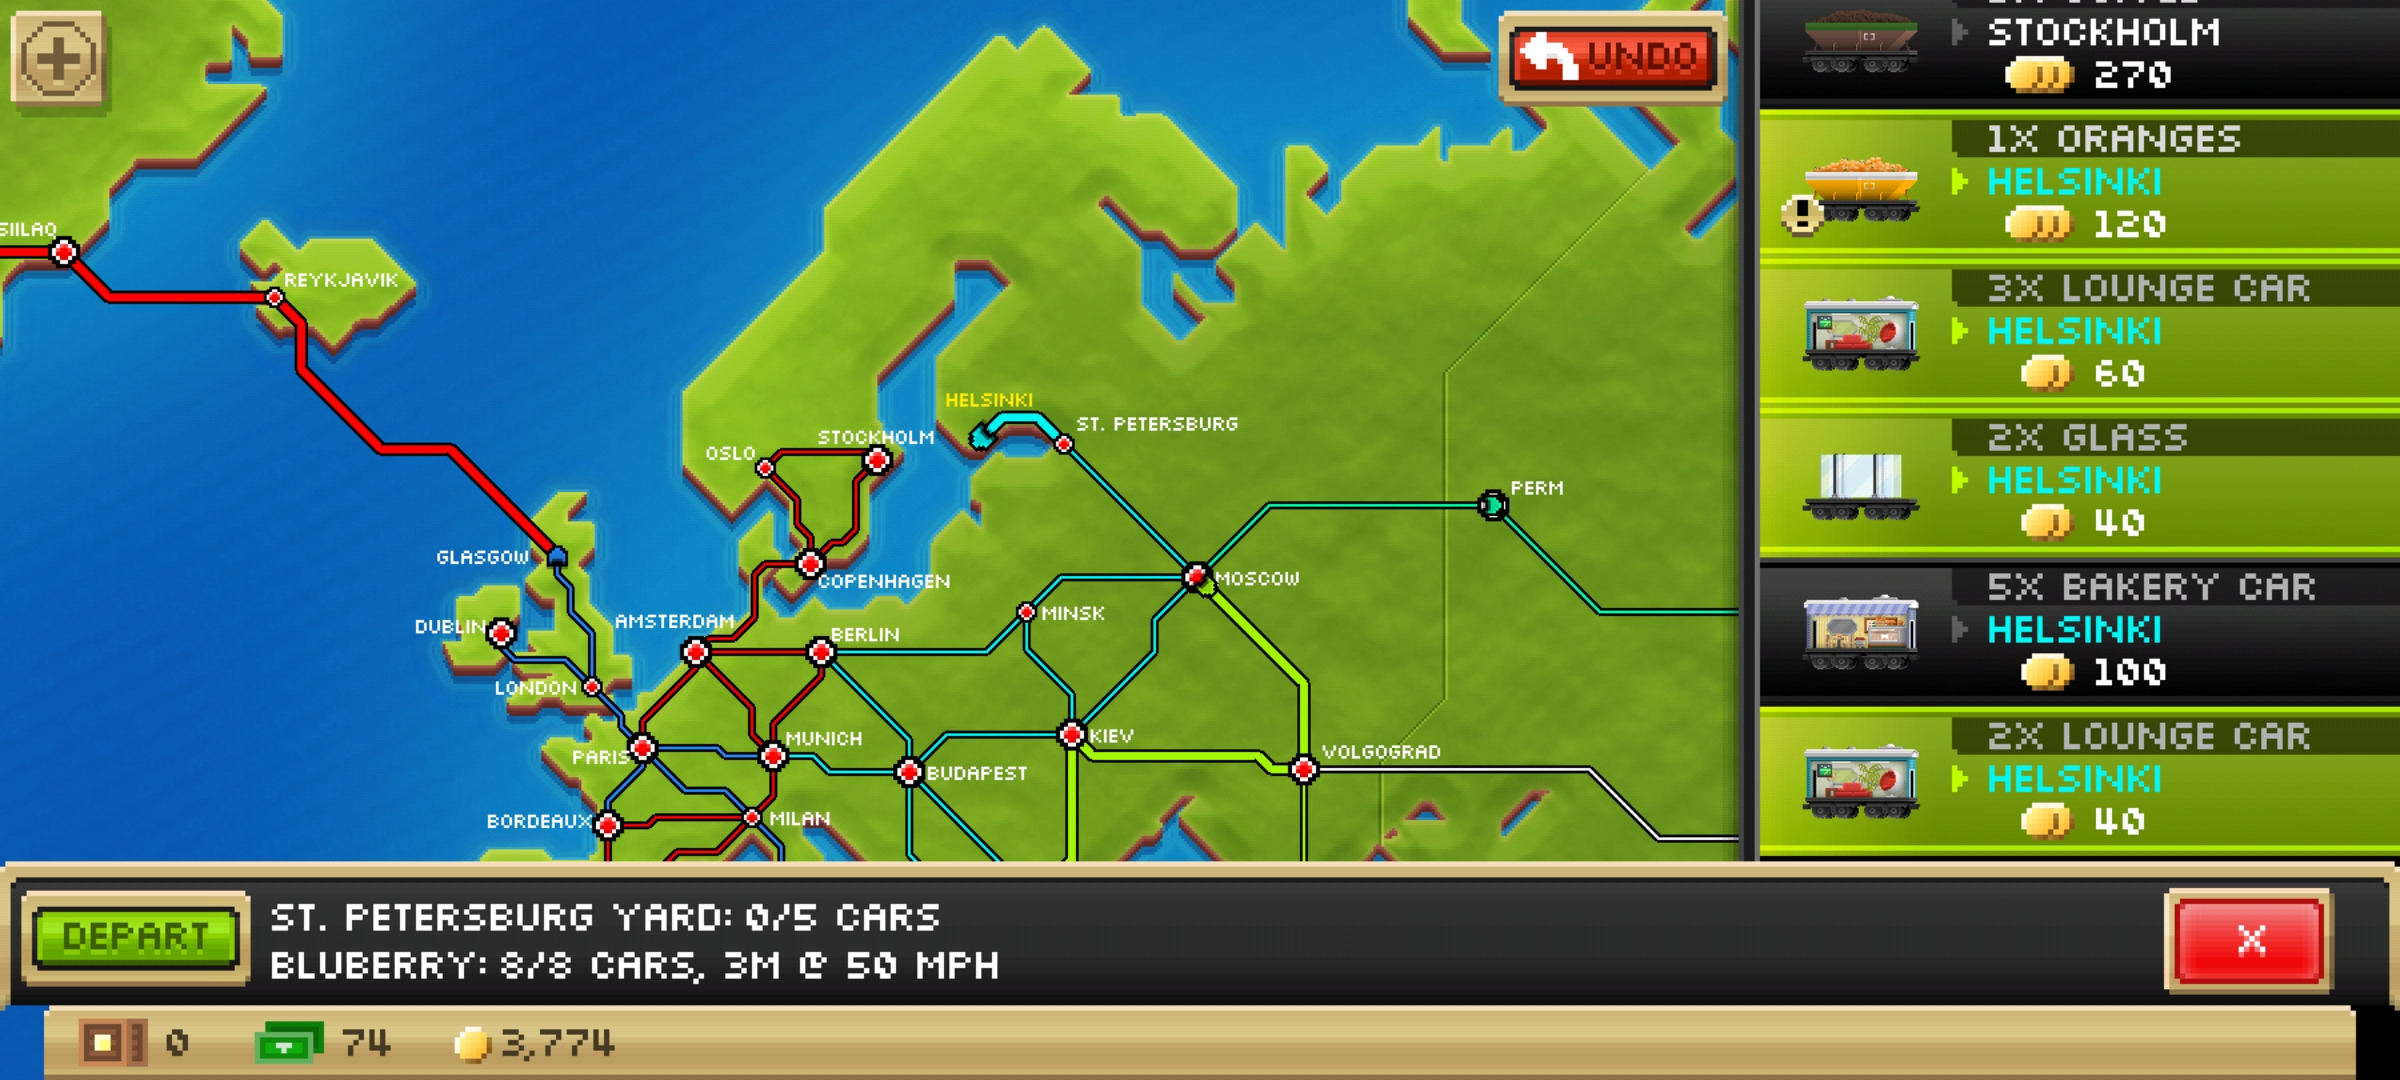 UNDO
SIILAQ
REYKJAVIK
HELSINKI
ST. PETERSBURG
STOCKHOLM
OSLO
PERM
GLASGOW
COPENHAGEN
MOSCOW
MINSK
DUBLIN
AMSTERDAM
BERLIN
LONDON
PARIS
MUNICH
KIEV
BUDAPEST
VOLGOGRAD
BORDEAUX
MILAN
STOCKHOLM
270
1X ORANGES
HELSINKI
120
3X LOUNGE CAR
HELSINKI
60
2X GLASS
HELSINKI
40
5X BAKERY CAR
HELSINKI
100
2X LOUNGE CAR
HELSINKI
40
DEPART
ST. PETERSBURG YARD: 0/5 CARS
BLUBERRY: 8/8 CARS, 3M @ 50 MPH
X
0 74 3,774